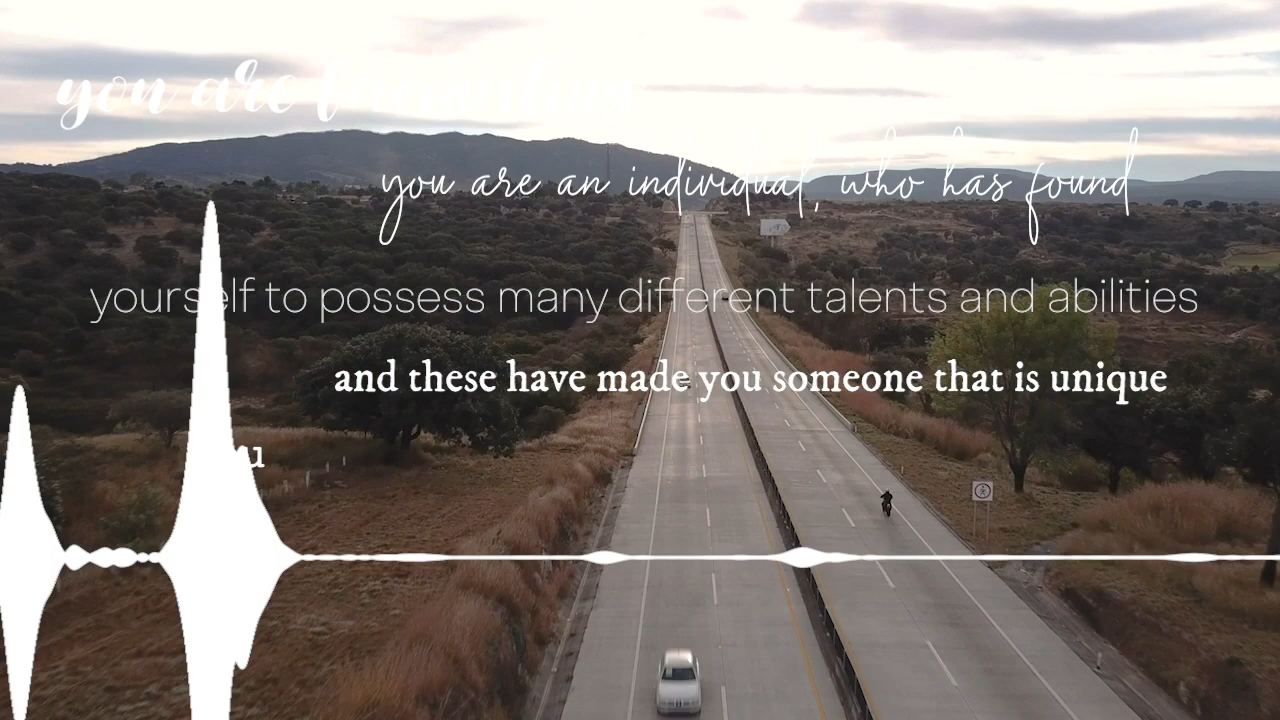 you are
you are an individual, who has found
yourself to possess many different talents and abilities
and these have made you someone that is unique